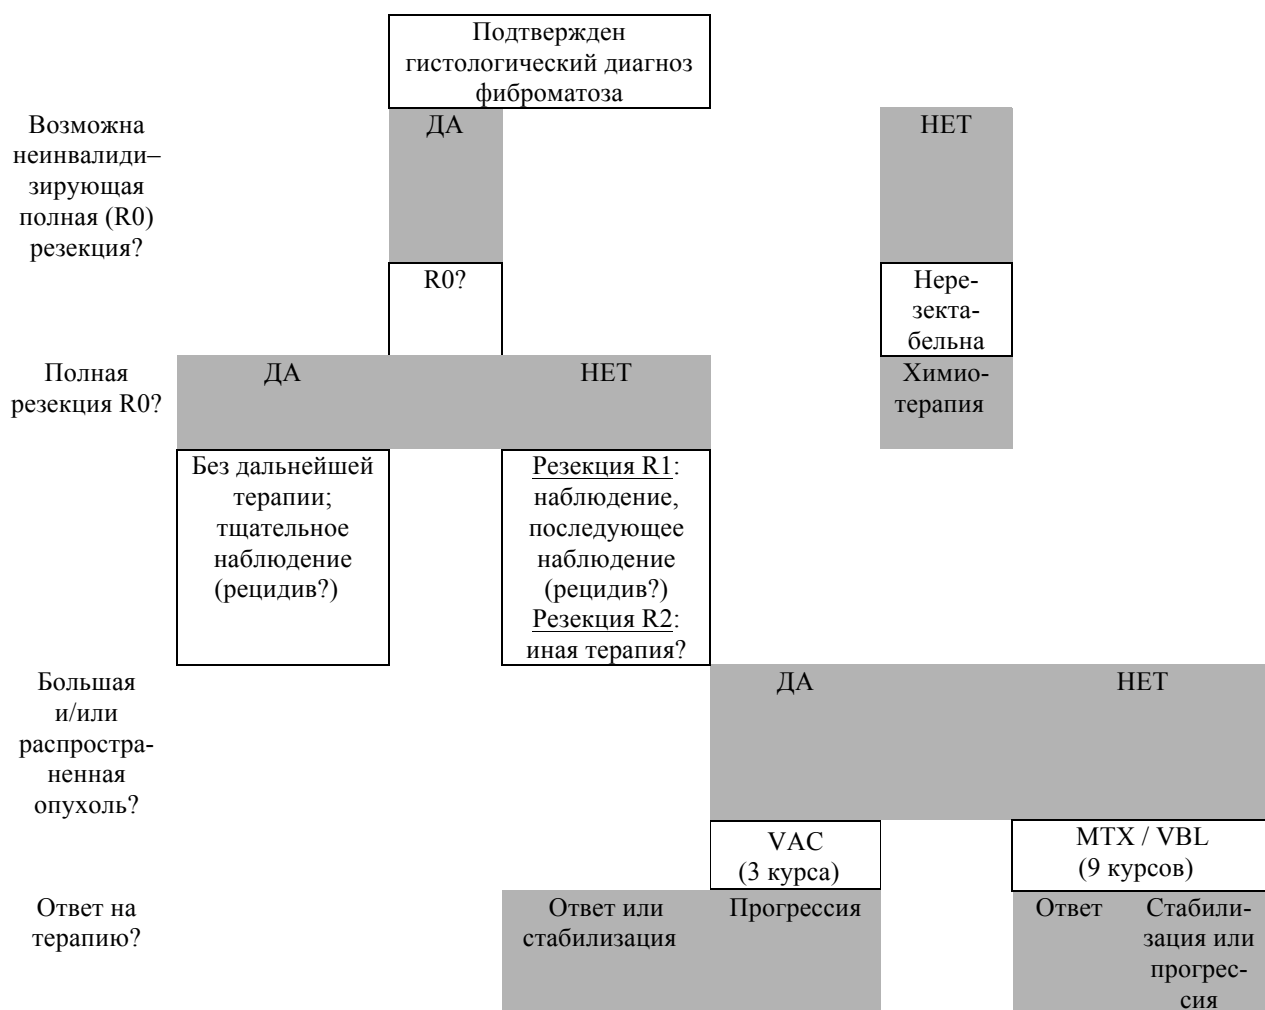 Подтвержден
гистологический диагноз
фиброматоза
Возможна
неинвалиди–
зирующая
полная (R0)
резекция?
ДА
НЕТ
R0?
Нере-
зекта-
бельна
Полная
резекция R0?
ДА
НЕТ
Химио-
терапия
Без дальнейшей
терапии;
тщательное
наблюдение
(рецидив?)
Резекция R1:
наблюдение,
последующее
наблюдение
(рецидив?)
Резекция R2:
иная терапия?
Большая
и/или
распростра-
ненная
опухоль?
ДА
НЕТ
VAC
(3 курса)
MTX / VBL
(9 курсов)
Ответ на
терапию?
Ответ или
стабилизация
Прогрессия
Ответ
Стабили-
зация или
прогрес-
сия